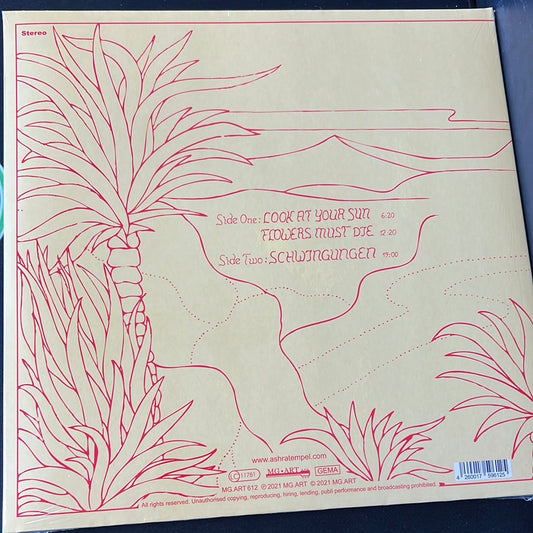 Stereo
Side One: LOOK AT YOUR SUN 6:20
FLOWERS MUST DIE 12:20
Side Two: SCHWINGUNGEN 19:00
www.ashratempel.com
LC 11781 MG.ART GEMA
MG.ART 612 ℗ 2021 MG.ART © 2021 MG.ART
All rights reserved. Unauthorised copying, reproducing, hiring, lending, publi performance and broadcasting prohibited.
4 260017 596125